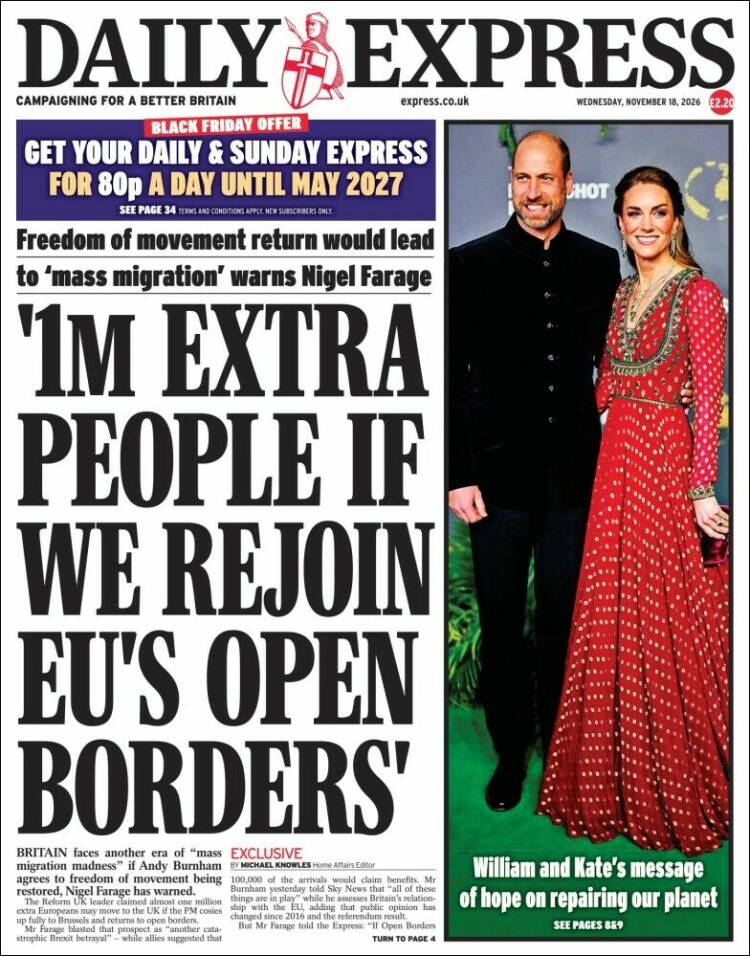 DAILY EXPRESS
CAMPAIGNING FOR A BETTER BRITAIN
express.co.uk
WEDNESDAY, NOVEMBER 18, 2026
£2.20
BLACK FRIDAY OFFER
GET YOUR DAILY & SUNDAY EXPRESS
FOR 80p A DAY UNTIL MAY 2027
SEE PAGE 34 TERMS AND CONDITIONS APPLY. NEW SUBSCRIBERS ONLY.
Freedom of movement return would lead
to ‘mass migration’ warns Nigel Farage
'1M EXTRA
PEOPLE IF
WE REJOIN
EU'S OPEN
BORDERS'
BRITAIN faces another era of “mass
migration madness” if Andy Burnham
agrees to freedom of movement being
restored, Nigel Farage has warned.
The Reform UK leader claimed almost one million
extra Europeans may move to the UK if the PM cosies
up fully to Brussels and returns to open borders.
Mr Farage blasted that prospect as “another cata-
strophic Brexit betrayal” – while allies suggested that
EXCLUSIVE
BY MICHAEL KNOWLES Home Affairs Editor
100,000 of the arrivals would claim benefits. Mr
Burnham yesterday told Sky News that “all of these
things are in play” while he assesses Britain’s relation-
ship with the EU, adding that public opinion has
changed since 2016 and the referendum result.
But Mr Farage told the Express: “If Open Borders
TURN TO PAGE 4
SHOT
William and Kate’s message
of hope on repairing our planet
SEE PAGES 8&9